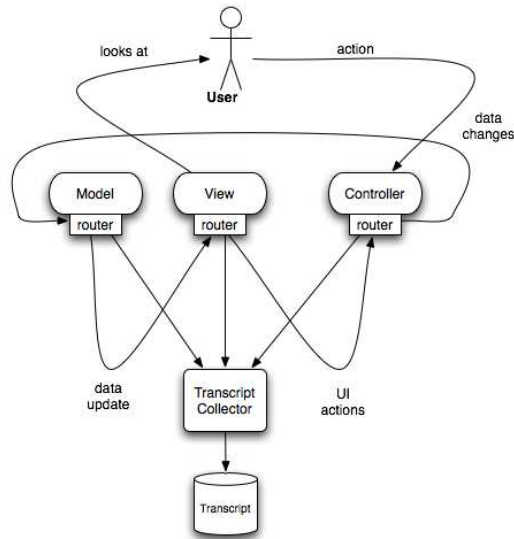 looks at
action
User
data
changes
Model
View
Controller
router
router
router
data
update
Transcript
Collector
UI
actions
Transcript